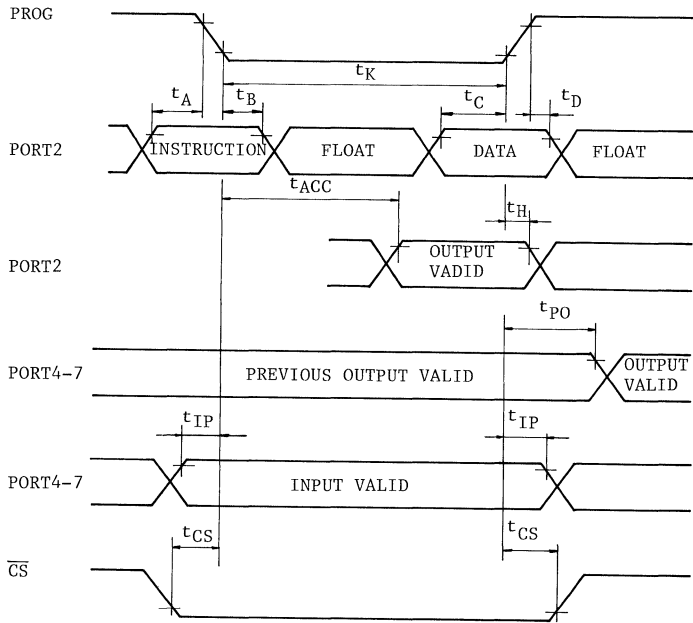 PROG
tK
tA tB tC tD
PORT2 INSTRUCTION FLOAT DATA FLOAT
tACC
tH
PORT2 OUTPUT VADID
tPO
PORT4-7 PREVIOUS OUTPUT VALID OUTPUT VALID
tIP tIP
PORT4-7 INPUT VALID
tCS tCS
CS